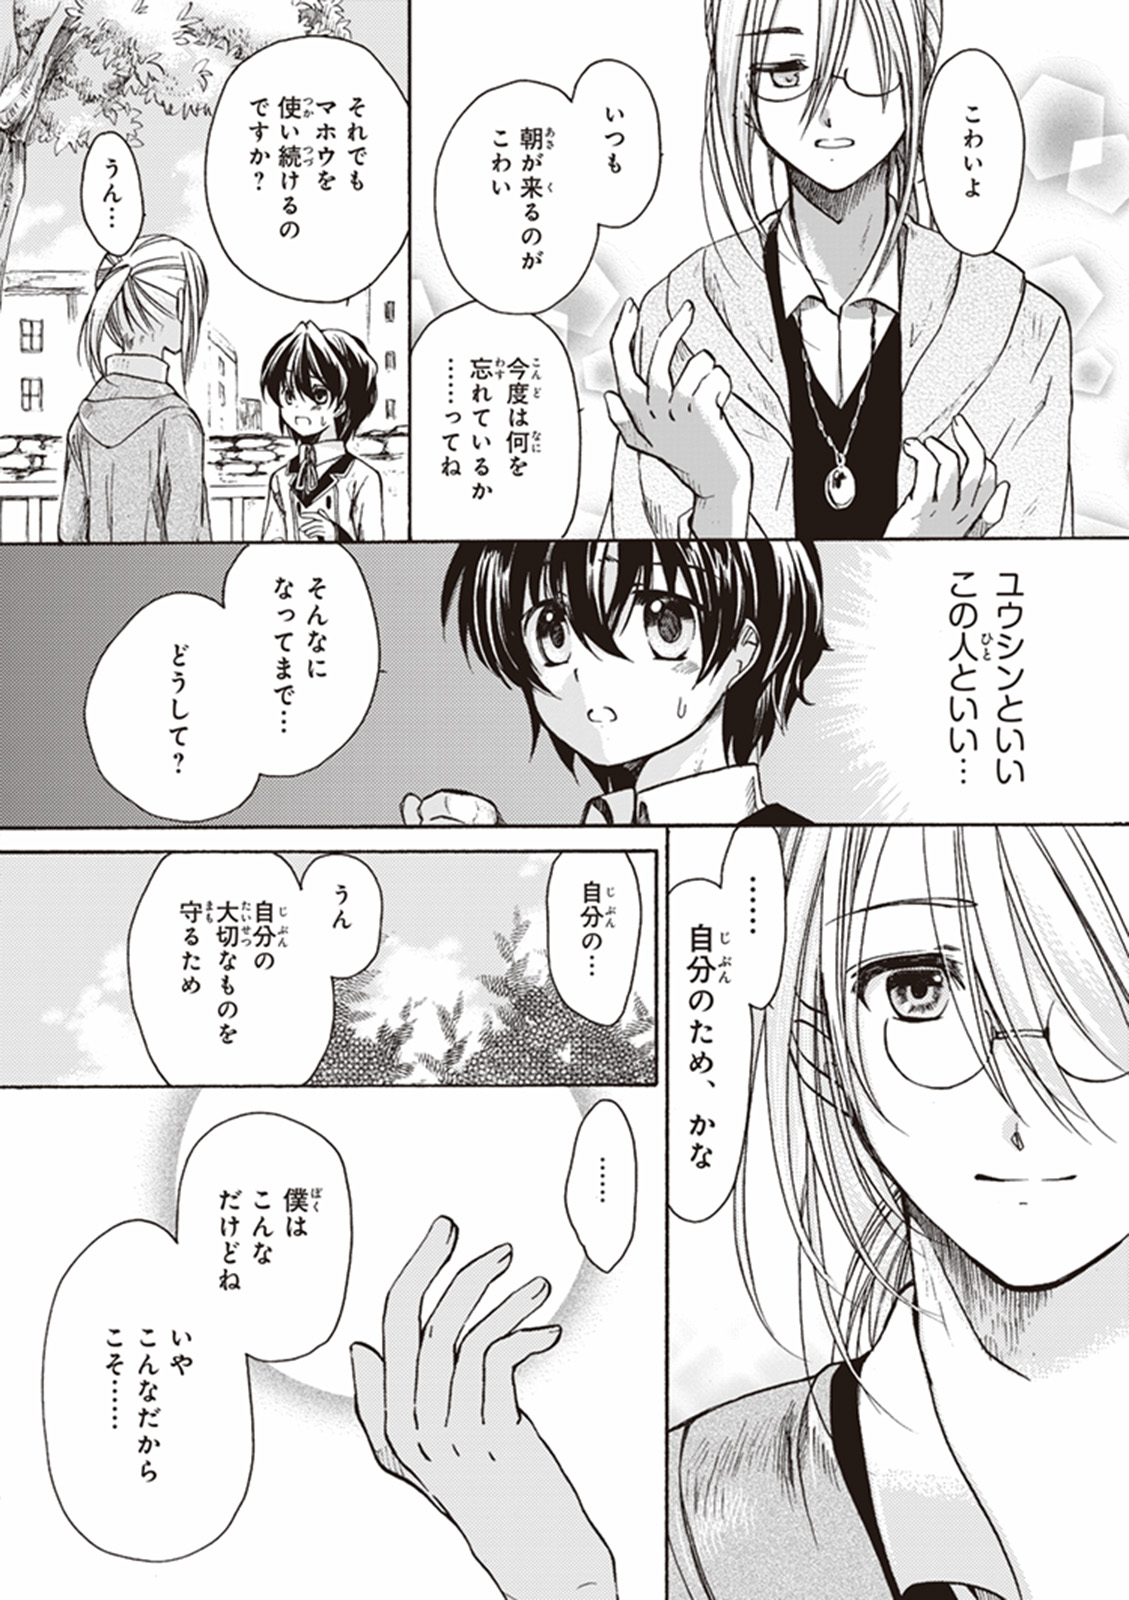 こわいよ
いつも
朝が来るのが
こわい
今度は何を
忘れているか
……ってね
それでも
マホウを
使い続けるの
ですか？
うん…
ユウシンといい
この人といい…
そんなに
なってまで…
どうして？
……
自分のため、かな
自分の…
うん
自分の
大切なものを
守るため
……
僕は
こんな
だけどね
いや
こんなだから
こそ……